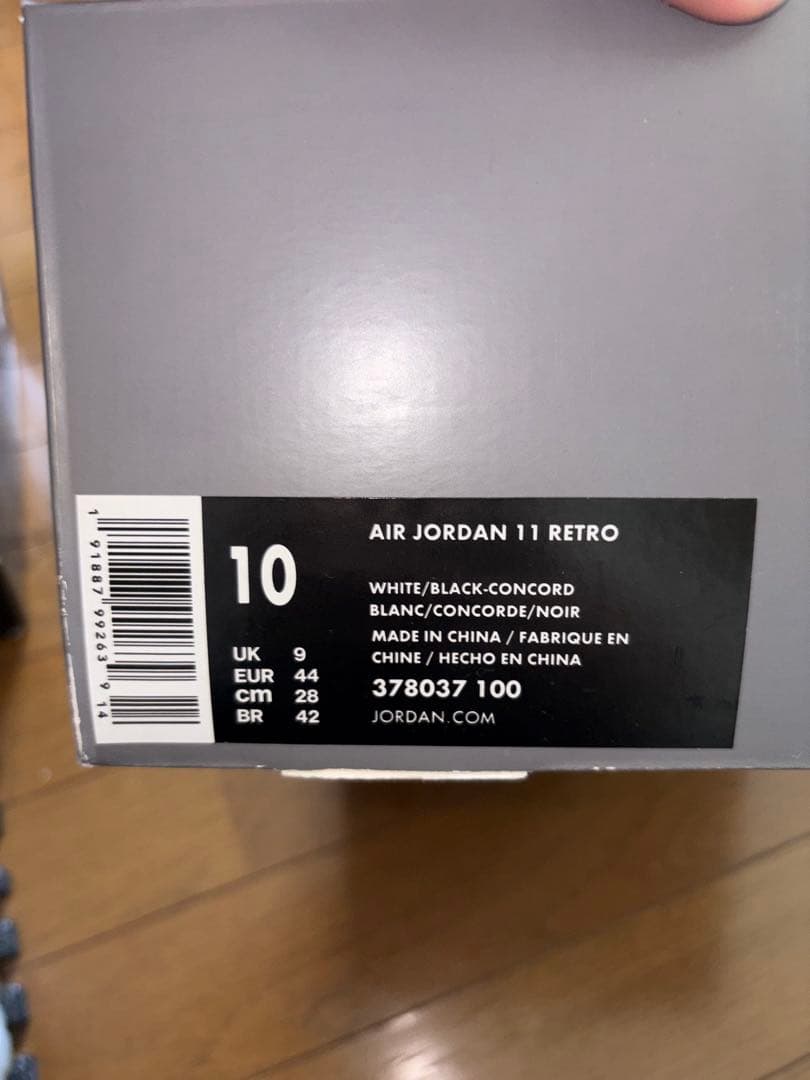 1 91887 99263 9 14
10
UK 9
EUR 44
cm 28
BR 42
AIR JORDAN 11 RETRO
WHITE/BLACK-CONCORD
BLANC/CONCORDE/NOIR
MADE IN CHINA / FABRIQUE EN
CHINE / HECHO EN CHINA
378037 100
JORDAN.COM